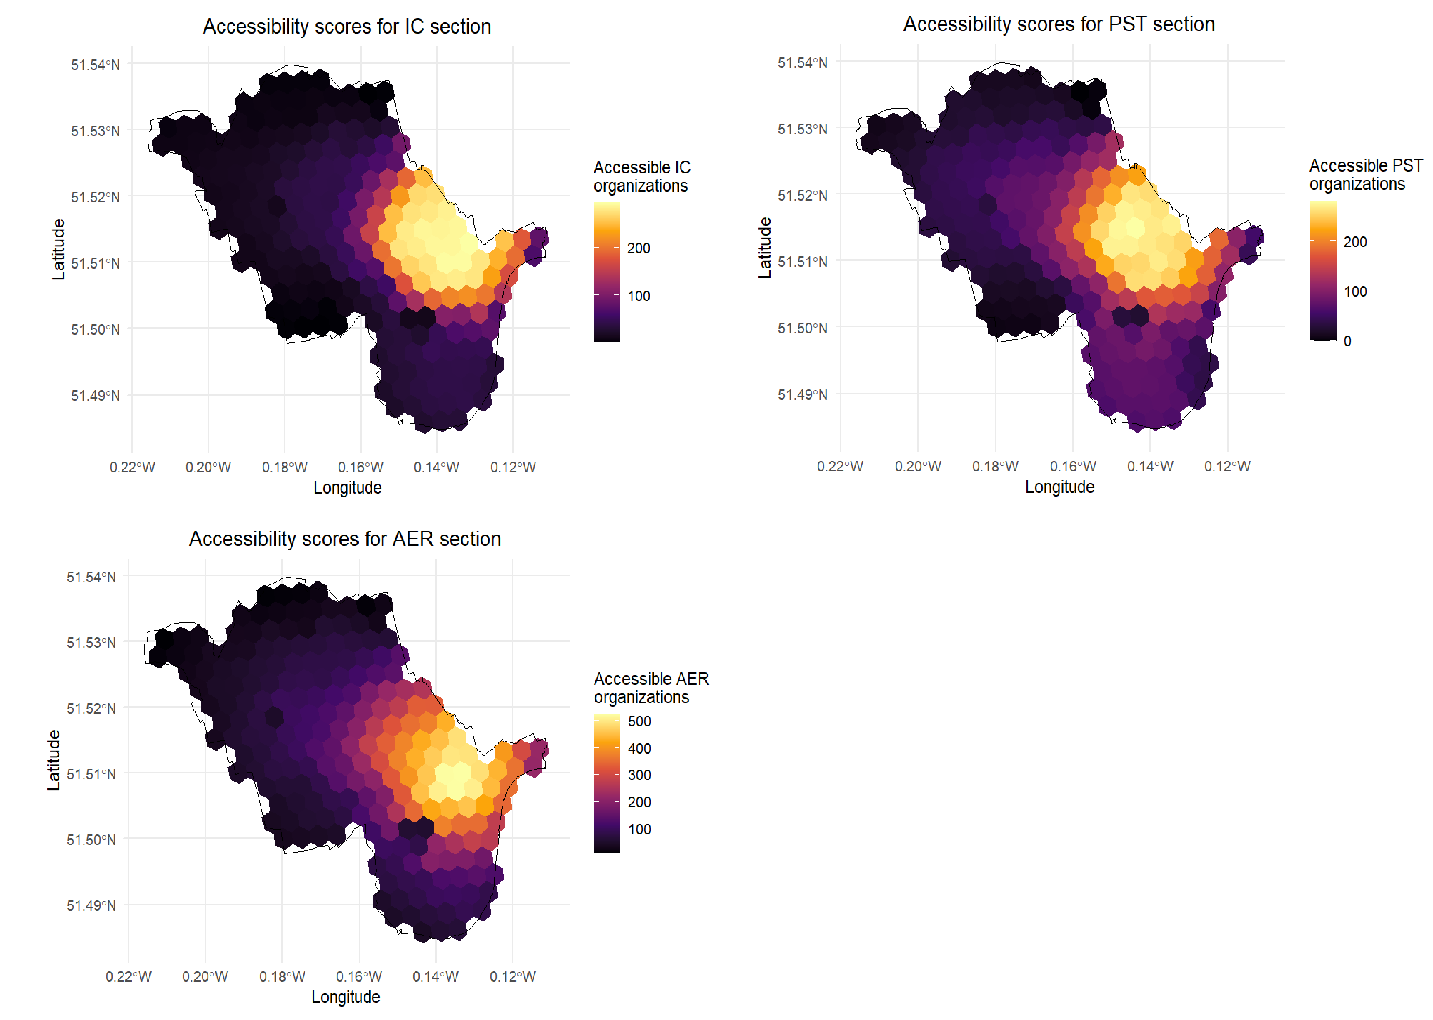 Accessibility scores for IC section
51.54°N
51.53°N
51.52°N
51.51°N
51.50°N
51.49°N
Latitude
0.22°W 0.20°W 0.18°W 0.16°W 0.14°W 0.12°W
Longitude
Accessible IC
organizations
200
100
Accessibility scores for PST section
51.54°N
51.53°N
51.52°N
51.51°N
51.50°N
51.49°N
Latitude
0.22°W 0.20°W 0.18°W 0.16°W 0.14°W 0.12°W
Longitude
Accessible PST
organizations
200
100
0
Accessibility scores for AER section
51.54°N
51.53°N
51.52°N
51.51°N
51.50°N
51.49°N
Latitude
0.22°W 0.20°W 0.18°W 0.16°W 0.14°W 0.12°W
Longitude
Accessible AER
organizations
500
400
300
200
100